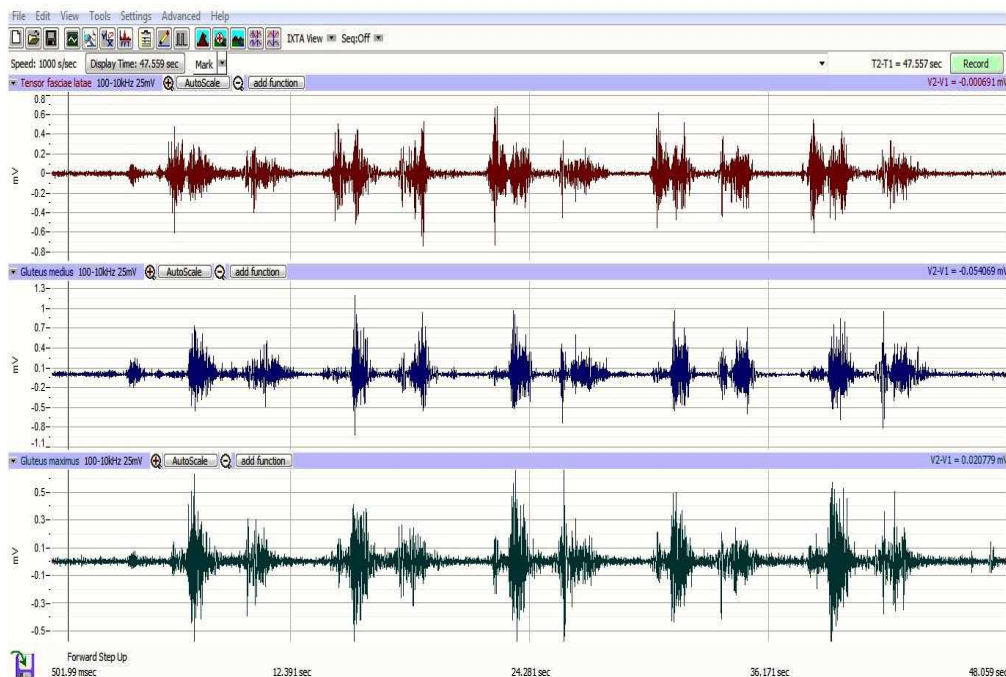 File Edit View Tools Settings Advanced Help
IXTA View Seq:Off
Speed: 1000 s/sec Display Time: 47.559 sec Mark T2-T1 = 47.557 sec Record
Tensor fasciae latae 100-10kHz 25mV AutoScale add function V2-V1 = -0.000691 mV
0.8
0.6
0.4
0.2
0
-0.2
-0.4
-0.6
-0.8
mV
Gluteus medius 100-10kHz 25mV AutoScale add function V2-V1 = -0.054069 mV
1.3
1
0.7
0.4
0.1
-0.2
-0.5
-0.8
-1.1
mV
Gluteus maximus 100-10kHz 25mV AutoScale add function V2-V1 = 0.020779 mV
0.5
0.3
0.1
-0.1
-0.3
-0.5
mV
Forward Step Up
501.99 msec 12.391 sec 24.281 sec 36.171 sec 48.059 sec